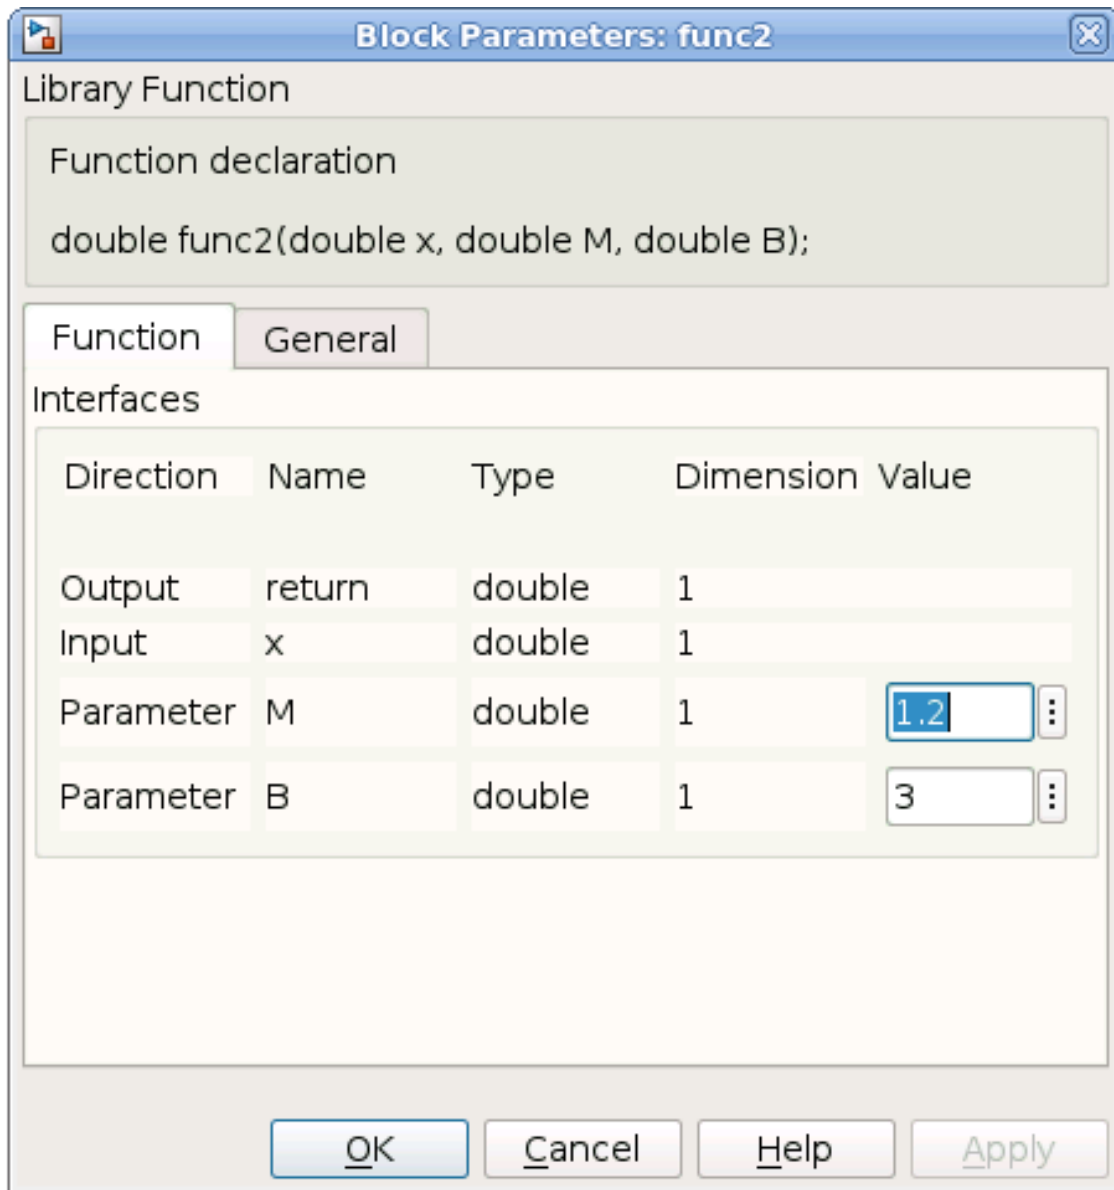 Block Parameters: func2
Library Function
Function declaration
double func2(double x, double M, double B);
Function General
Interfaces
Direction Name Type Dimension Value
Output return double 1
Input x double 1
Parameter M double 1 1.2
Parameter B double 1 3
OK Cancel Help Apply